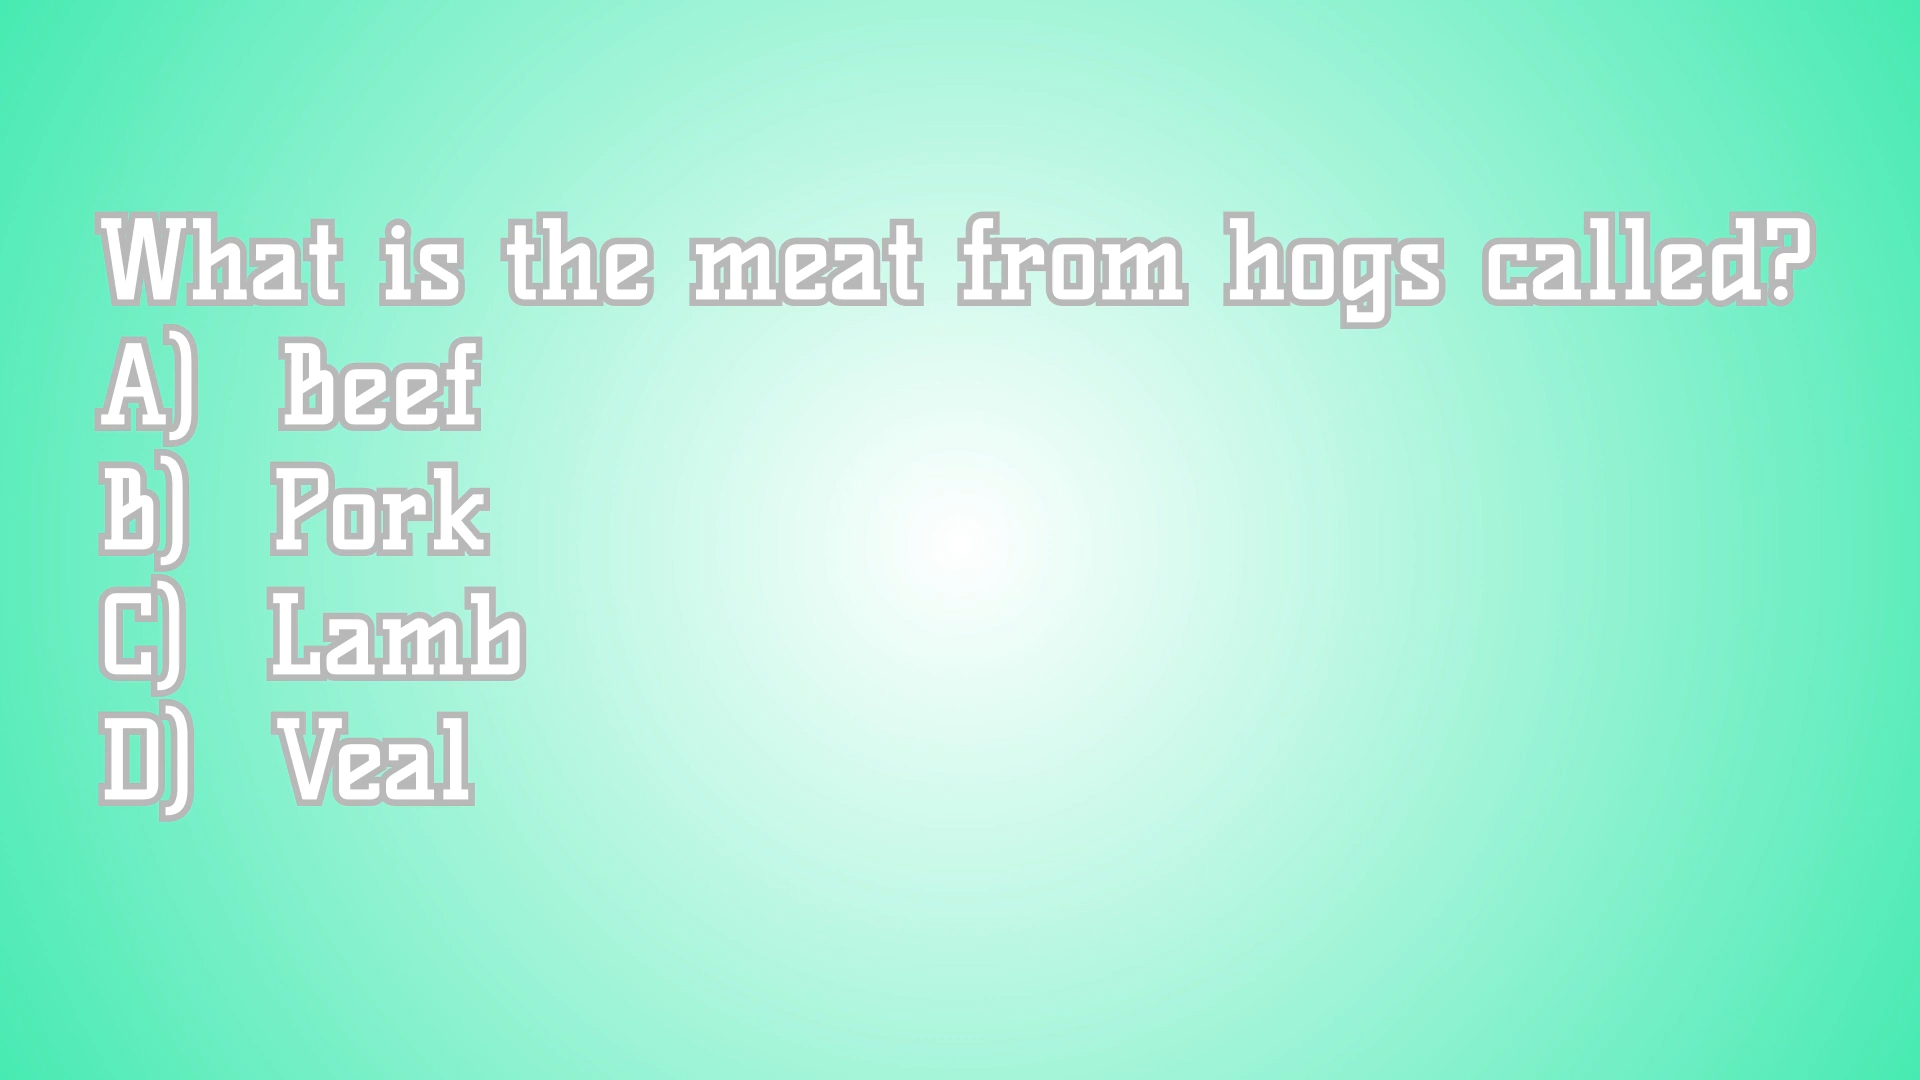 What is the meat from hogs called?
A) Beef
B) Pork
C) Lamb
D) Veal